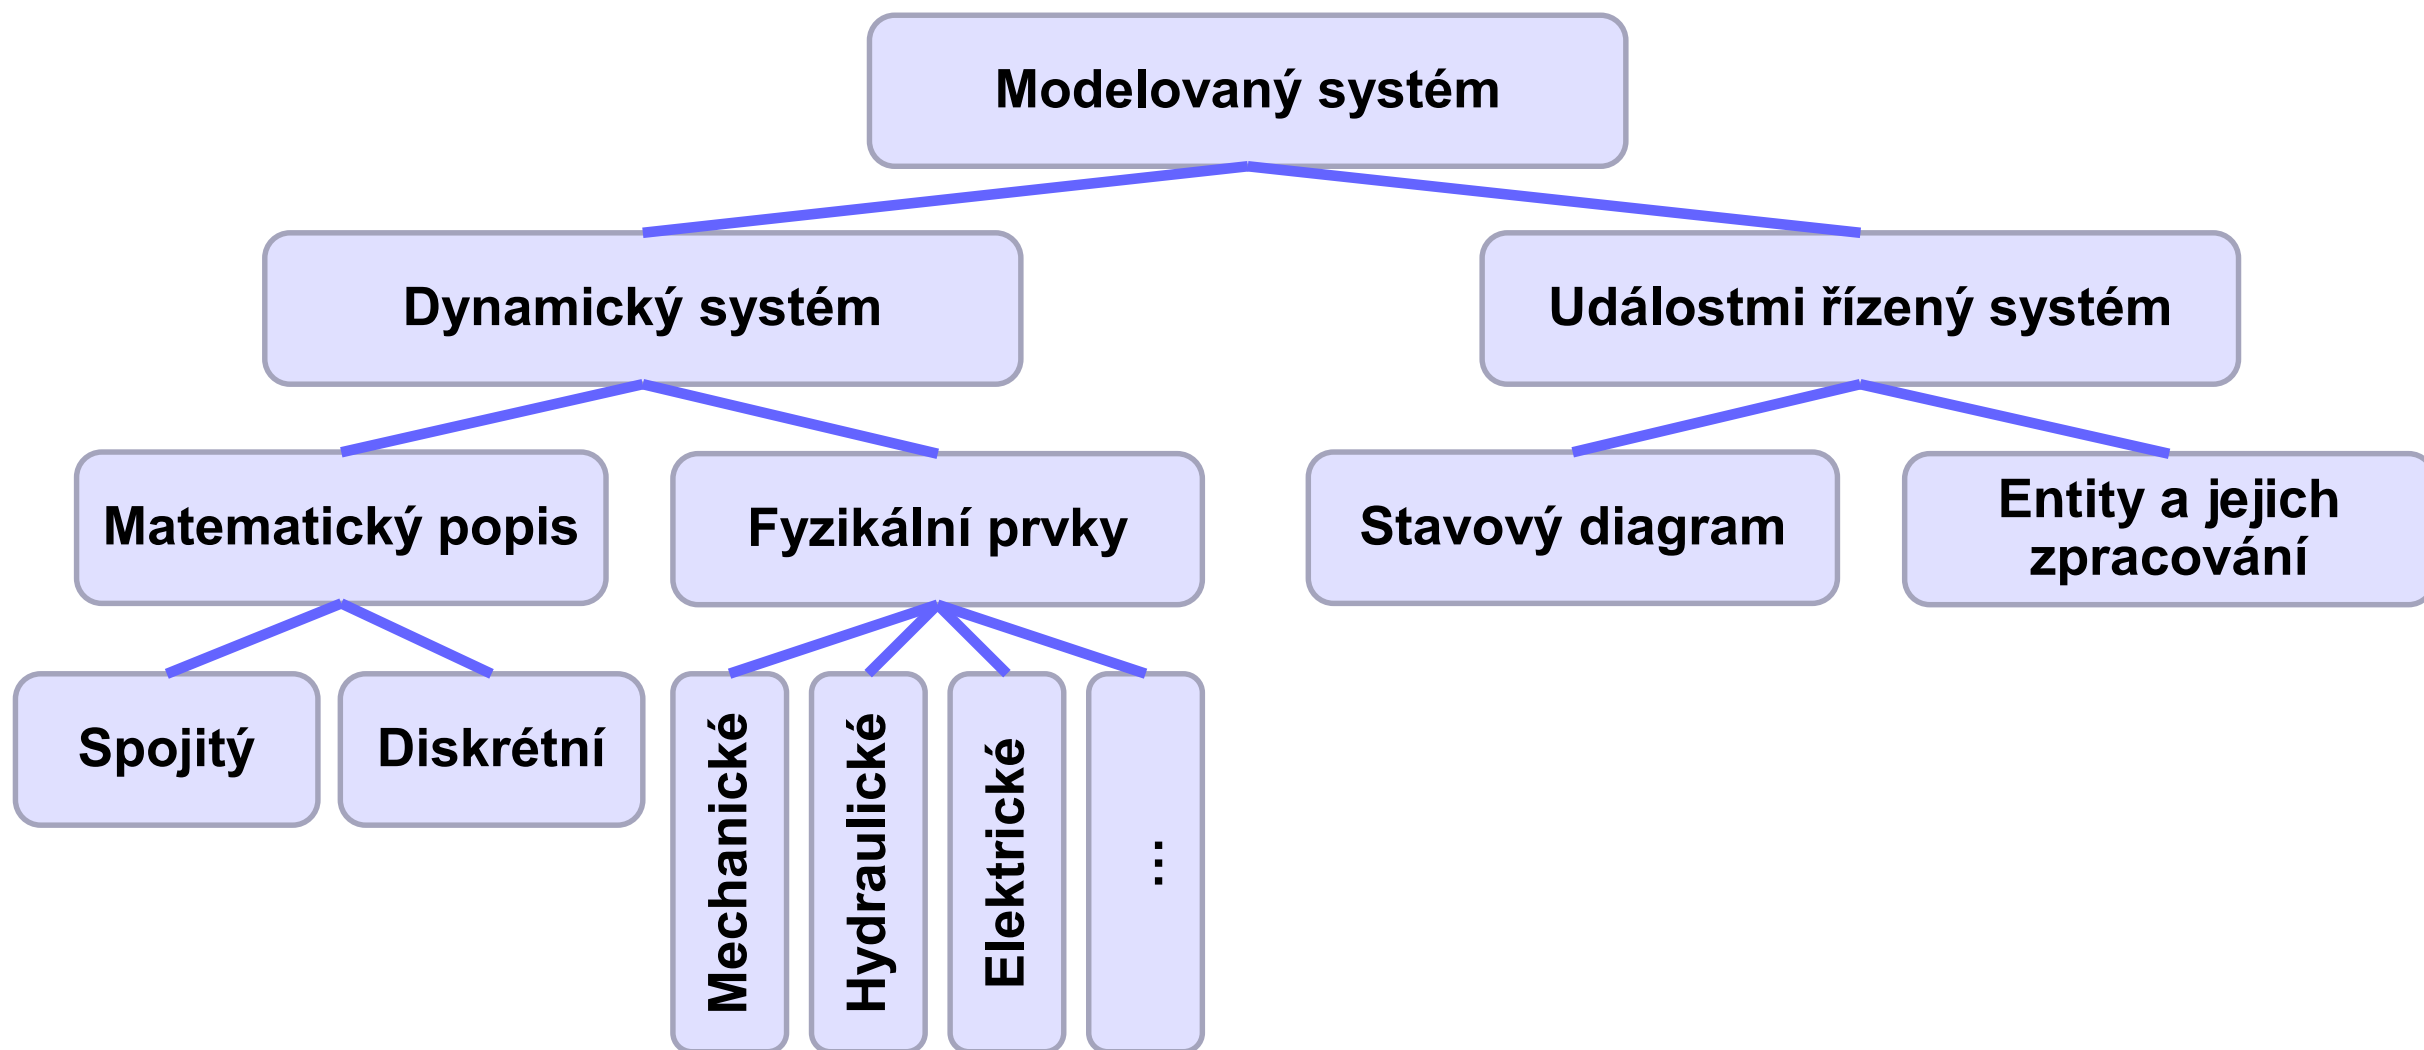 Modelovaný systém
Dynamický systém
Událostmi řízený systém
Matematický popis
Fyzikální prvky
Stavový diagram
Entity a jejich
zpracování
Spojitý
Diskrétní
Mechanické
Hydraulické
Elektrické
…